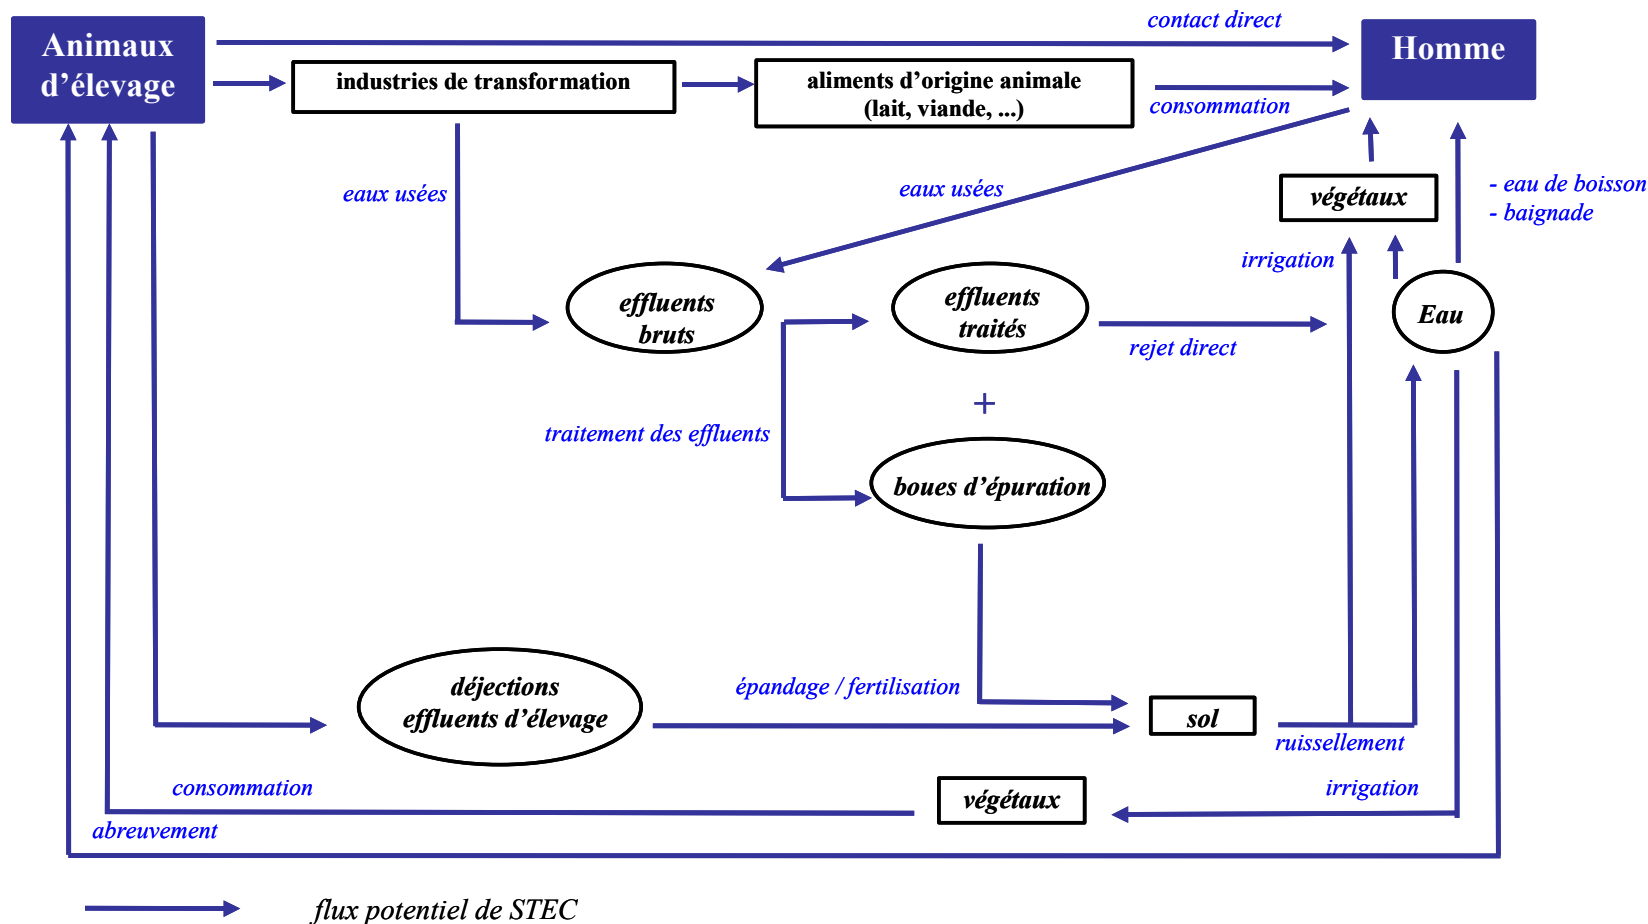 contact direct
Animaux
d’élevage
Homme
industries de transformation
aliments d’origine animale
(lait, viande, ...)
consommation
eaux usées
eaux usées
végétaux
- eau de boisson
- baignade
irrigation
effluents
bruts
effluents
traités
Eau
rejet direct
+
traitement des effluents
boues d’épuration
déjections
effluents d’élevage
épandage / fertilisation
sol
ruissellement
consommation
végétaux
irrigation
abreuvement
flux potentiel de STEC